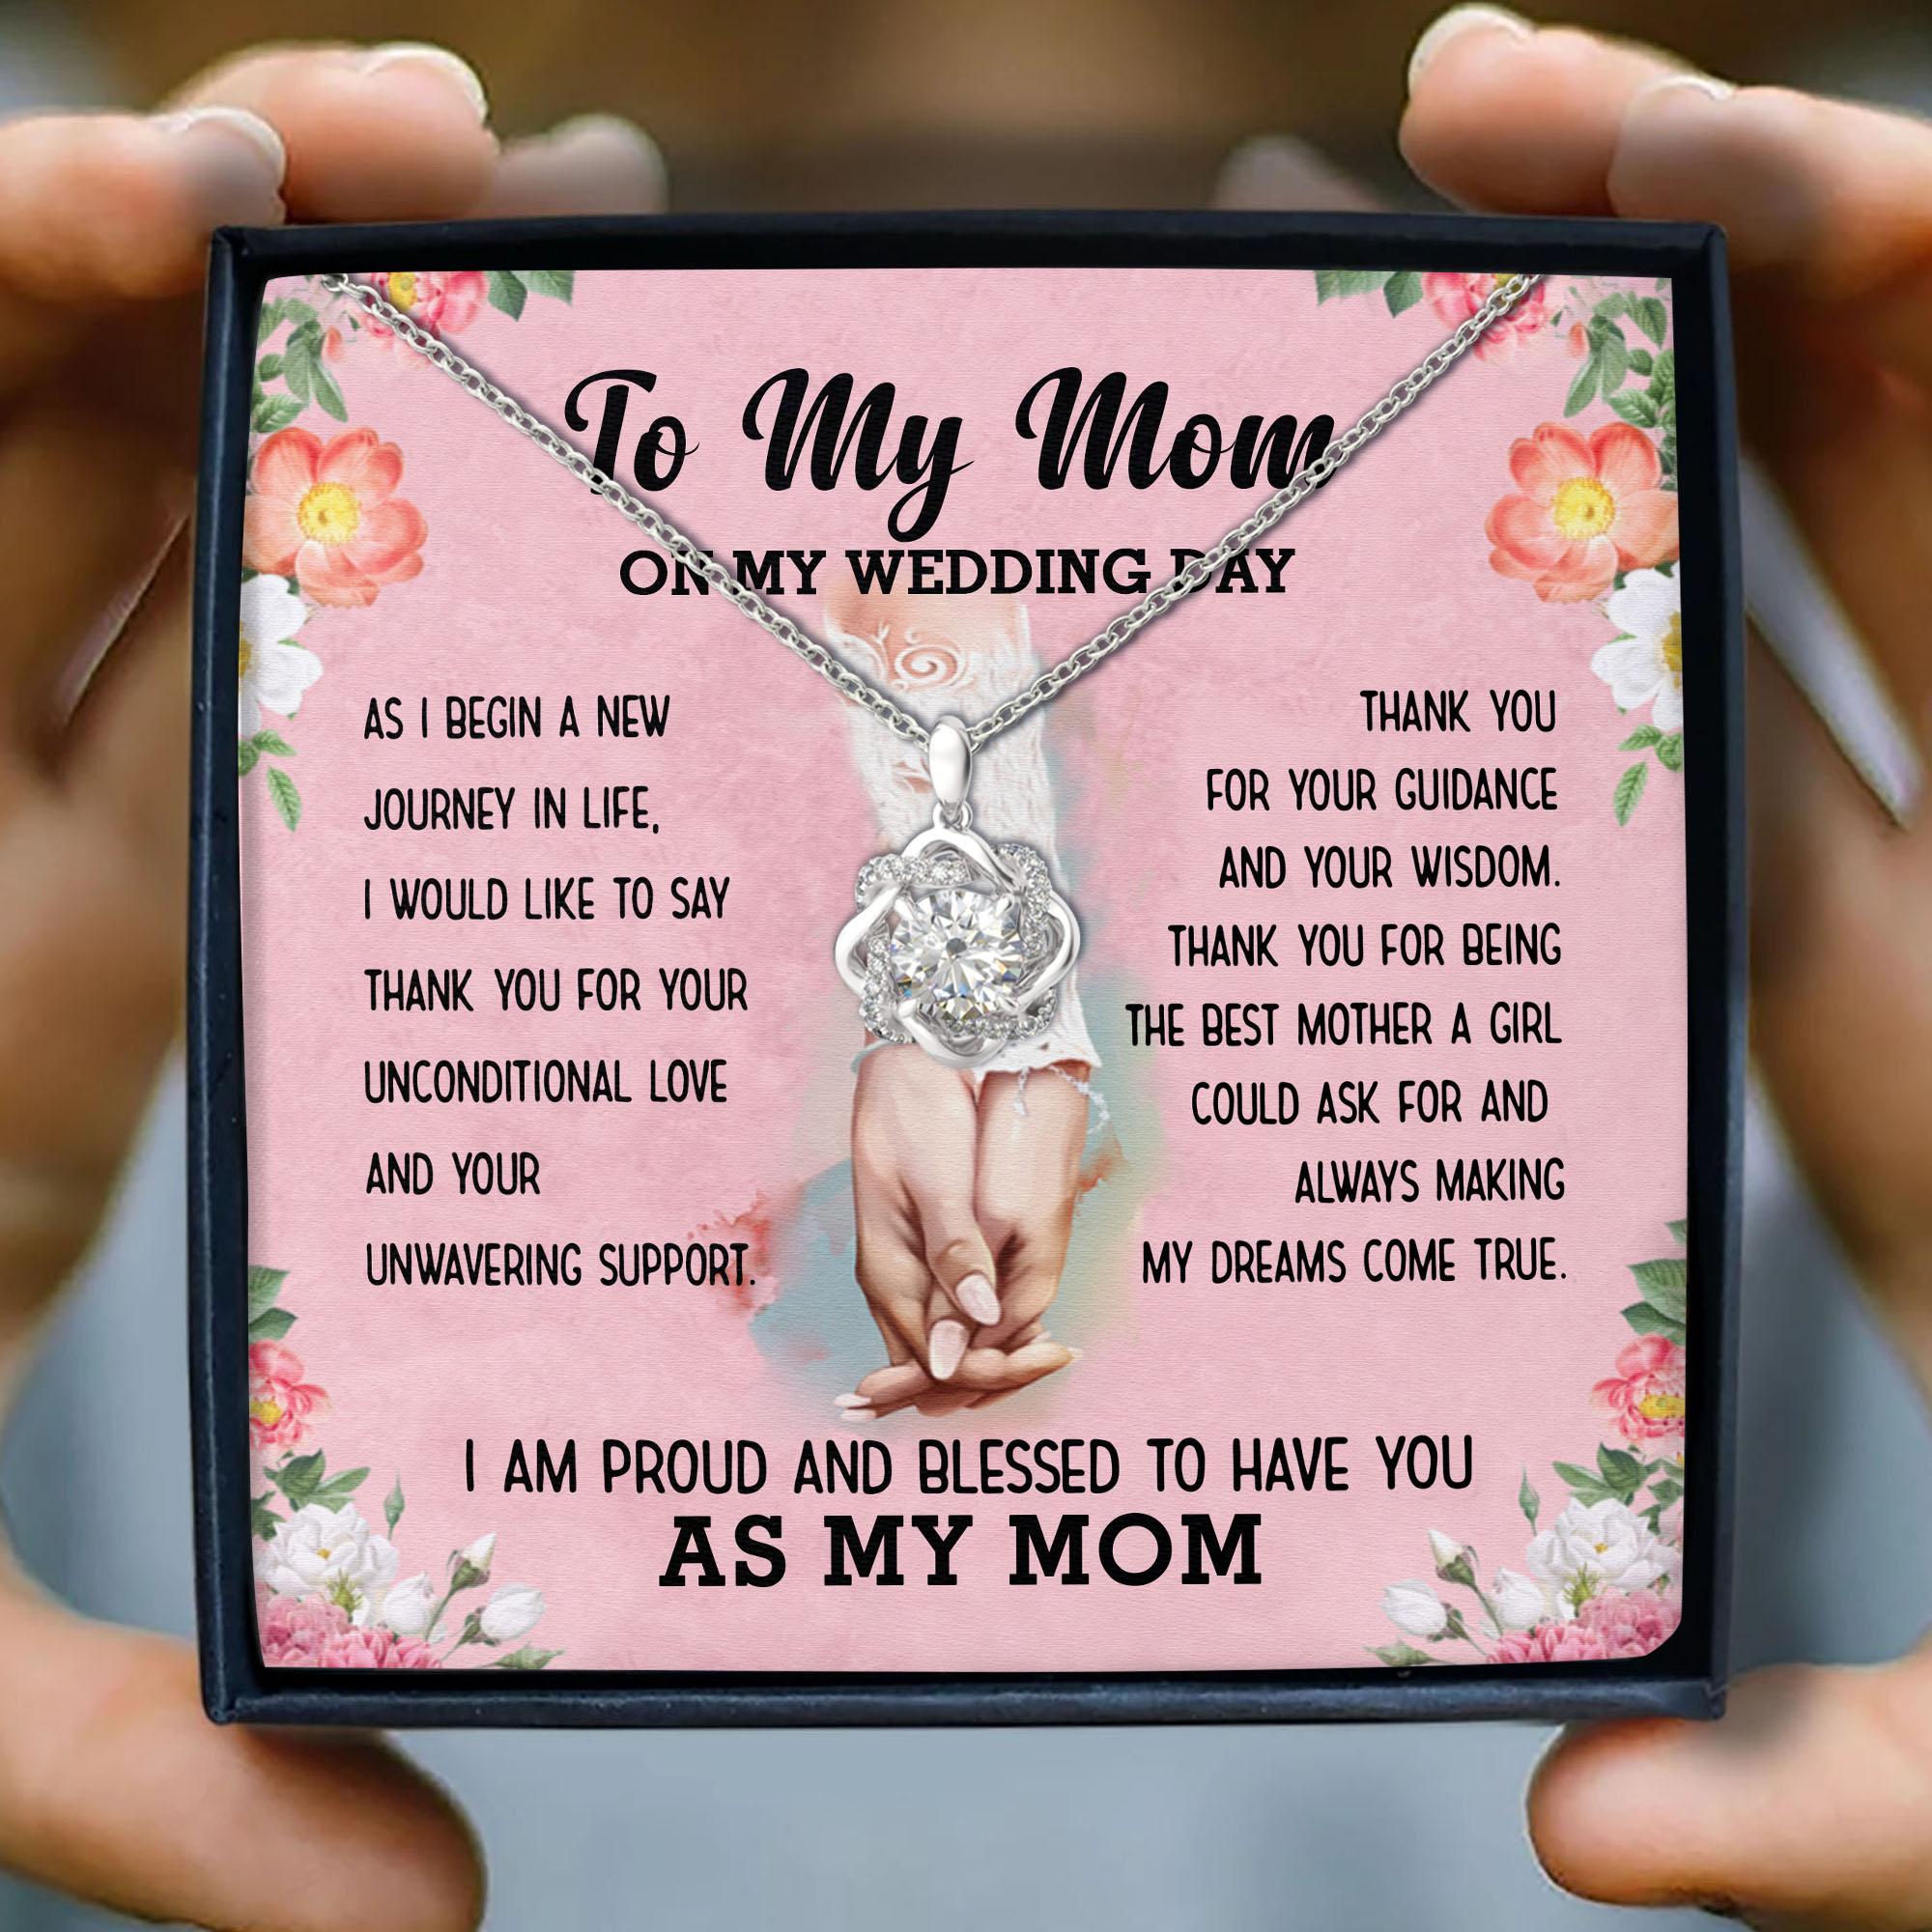 To My Mom
ON MY WEDDING DAY
AS I BEGIN A NEW
JOURNEY IN LIFE,
I WOULD LIKE TO SAY
THANK YOU FOR YOUR
UNCONDITIONAL LOVE
AND YOUR
UNWAVERING SUPPORT.
THANK YOU
FOR YOUR GUIDANCE
AND YOUR WISDOM.
THANK YOU FOR BEING
THE BEST MOTHER A GIRL
COULD ASK FOR AND
ALWAYS MAKING
MY DREAMS COME TRUE.
I AM PROUD AND BLESSED TO HAVE YOU
AS MY MOM